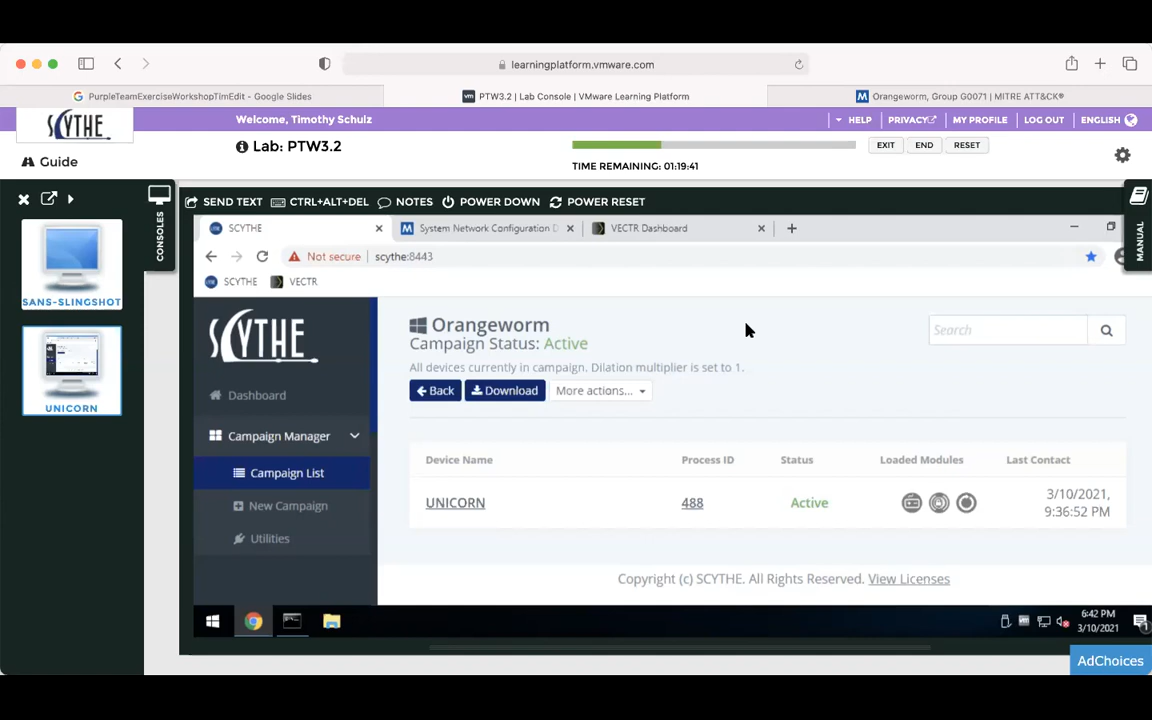 learningplatform.vmware.com
PurpleTeamExerciseWorkshopTimEdit - Google Slides
vm PTW3.2 | Lab Console | VMware Learning Platform
M Orangeworm, Group G0071 | MITRE ATT&CK®
SCYTHE
Welcome, Timothy Schulz
HELP
PRIVACY
MY PROFILE
LOG OUT
ENGLISH
Guide
Lab: PTW3.2
TIME REMAINING: 01:19:41
EXIT
END
RESET
CONSOLES
SANS-SLINGSHOT
UNICORN
MANUAL
SEND TEXT
CTRL+ALT+DEL
NOTES
POWER DOWN
POWER RESET
SCYTHE
M System Network Configuration D
VECTR Dashboard
Not secure
scythe:8443
SCYTHE
VECTR
SCYTHE
Dashboard
Campaign Manager
Campaign List
New Campaign
Utilities
Orangeworm
Campaign Status: Active
All devices currently in campaign. Dilation multiplier is set to 1.
Back
Download
More actions...
Search
Device Name
Process ID
Status
Loaded Modules
Last Contact
UNICORN
488
Active
3/10/2021,
9:36:52 PM
Copyright (c) SCYTHE. All Rights Reserved. View Licenses
6:42 PM
3/10/2021
1
AdChoices